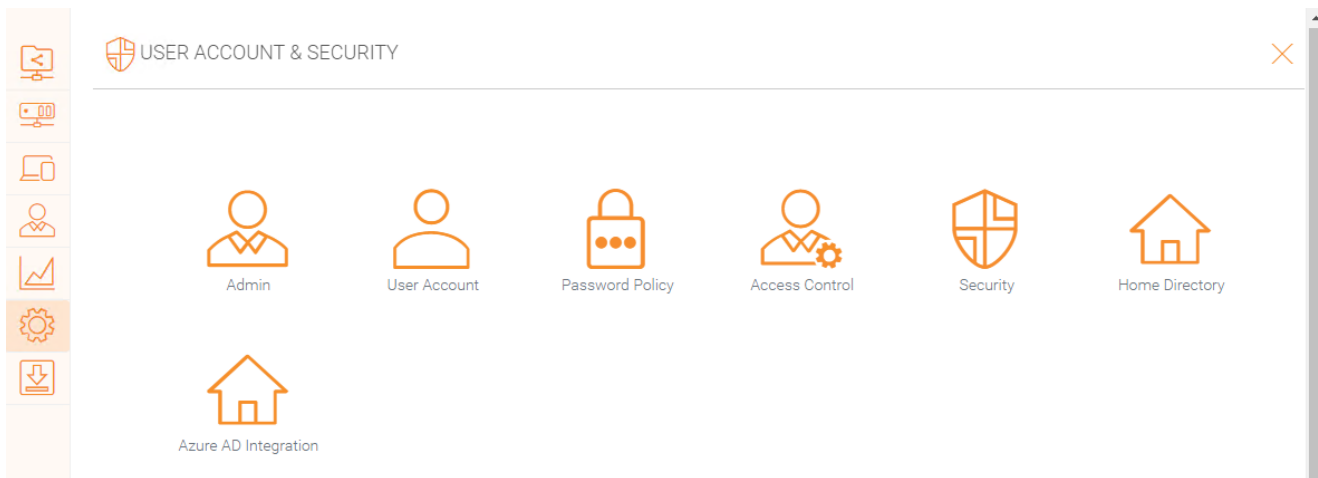 USER ACCOUNT & SECURITY
Admin
User Account
Password Policy
Access Control
Security
Home Directory
Azure AD Integration